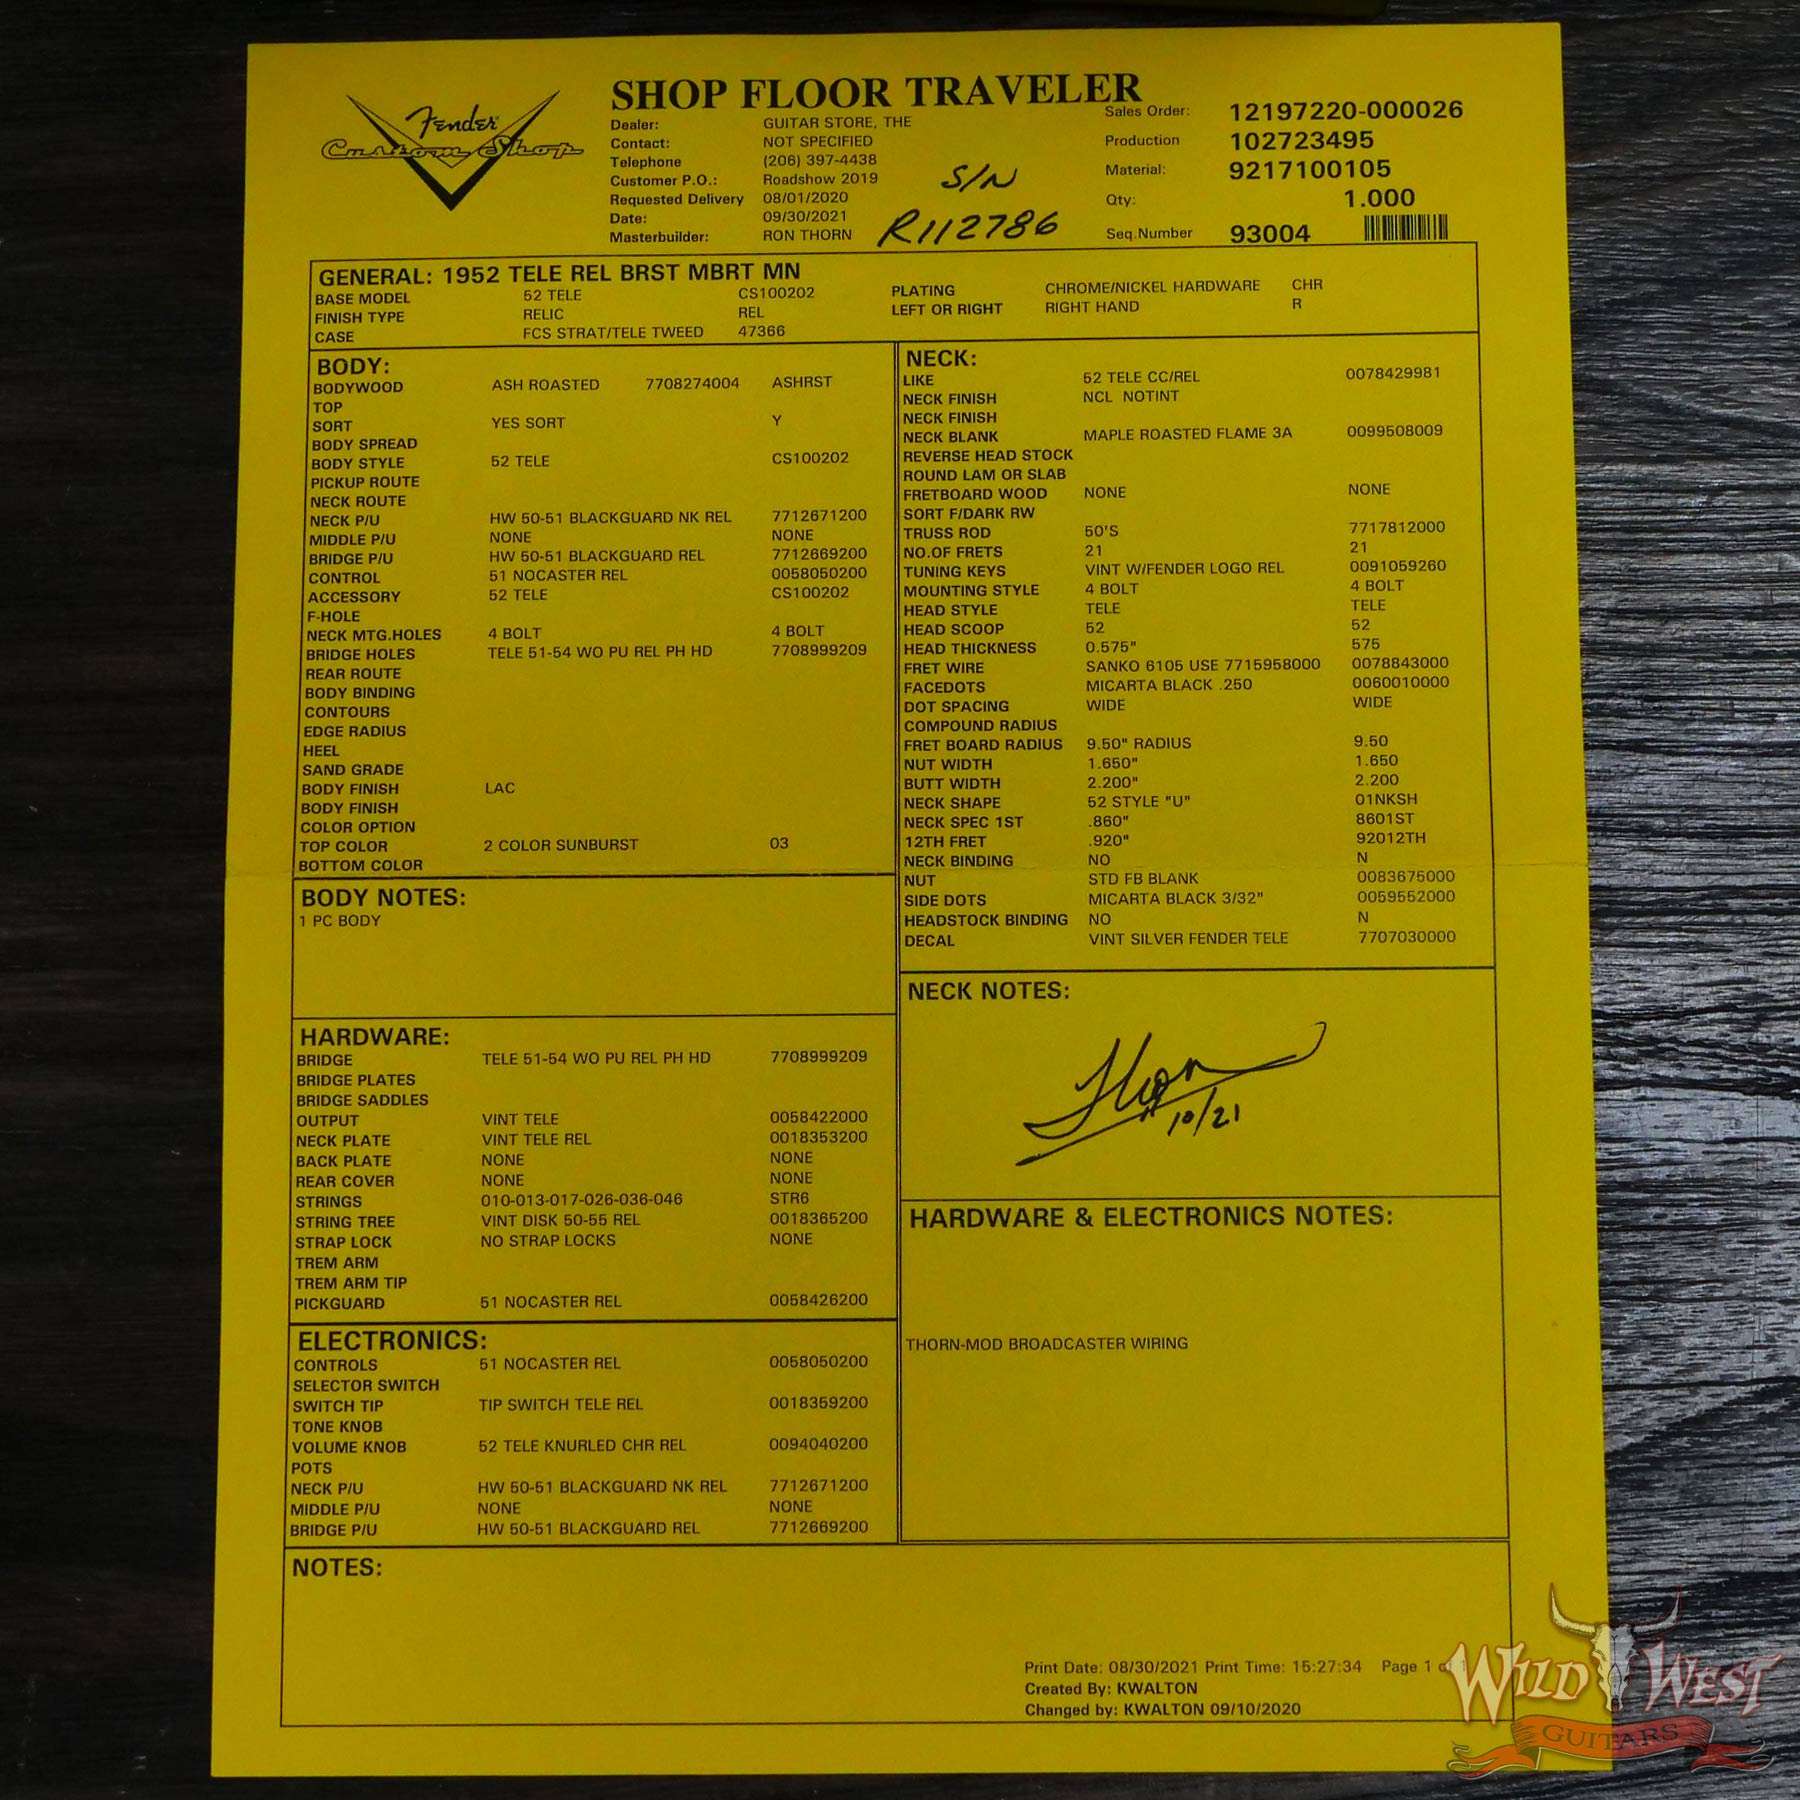 Fender
Custom Shop
SHOP FLOOR TRAVELER
Dealer: GUITAR STORE, THE
Contact: NOT SPECIFIED
Telephone (206) 397-4438
Customer P.O.: Roadshow 2019
Requested Delivery 08/01/2020
Date: 09/30/2021
Masterbuilder: RON THORN
S/N
R112786
Sales Order: 12197220-000026
Production 102723495
Material: 9217100105
Qty: 1.000
Seq.Number 93004
GENERAL: 1952 TELE REL BRST MBRT MN
BASE MODEL 52 TELE CS100202
FINISH TYPE RELIC REL
CASE FCS STRAT/TELE TWEED 47366
PLATING CHROME/NICKEL HARDWARE CHR
LEFT OR RIGHT RIGHT HAND R
BODY:
BODYWOOD ASH ROASTED 7708274004 ASHRST
TOP
SORT YES SORT Y
BODY SPREAD
BODY STYLE 52 TELE CS100202
PICKUP ROUTE
NECK ROUTE
NECK P/U HW 50-51 BLACKGUARD NK REL 7712671200
MIDDLE P/U NONE NONE
BRIDGE P/U HW 50-51 BLACKGUARD REL 7712669200
CONTROL 51 NOCASTER REL 0058050200
ACCESSORY 52 TELE CS100202
F-HOLE
NECK MTG.HOLES 4 BOLT 4 BOLT
BRIDGE HOLES TELE 51-54 WO PU REL PH HD 7708999209
REAR ROUTE
BODY BINDING
CONTOURS
EDGE RADIUS
HEEL
SAND GRADE
BODY FINISH LAC
BODY FINISH
COLOR OPTION
TOP COLOR 2 COLOR SUNBURST 03
BOTTOM COLOR
BODY NOTES:
1 PC BODY
HARDWARE:
BRIDGE TELE 51-54 WO PU REL PH HD 7708999209
BRIDGE PLATES
BRIDGE SADDLES
OUTPUT VINT TELE 0058422000
NECK PLATE VINT TELE REL 0018353200
BACK PLATE NONE NONE
REAR COVER NONE NONE
STRINGS 010-013-017-026-036-046 STR6
STRING TREE VINT DISK 50-55 REL 0018365200
STRAP LOCK NO STRAP LOCKS NONE
TREM ARM
TREM ARM TIP
PICKGUARD 51 NOCASTER REL 0058426200
ELECTRONICS:
CONTROLS 51 NOCASTER REL 0058050200
SELECTOR SWITCH
SWITCH TIP TIP SWITCH TELE REL 0018359200
TONE KNOB
VOLUME KNOB 52 TELE KNURLED CHR REL 0094040200
POTS
NECK P/U HW 50-51 BLACKGUARD NK REL 7712671200
MIDDLE P/U NONE NONE
BRIDGE P/U HW 50-51 BLACKGUARD REL 7712669200
NECK:
LIKE 52 TELE CC/REL 0078429981
NECK FINISH NCL NOTINT
NECK FINISH
NECK BLANK MAPLE ROASTED FLAME 3A 0099508009
REVERSE HEAD STOCK
ROUND LAM OR SLAB
FRETBOARD WOOD NONE NONE
SORT F/DARK RW
TRUSS ROD 50'S 7717812000
NO.OF FRETS 21 21
TUNING KEYS VINT W/FENDER LOGO REL 0091059260
MOUNTING STYLE 4 BOLT 4 BOLT
HEAD STYLE TELE TELE
HEAD SCOOP 52 52
HEAD THICKNESS 0.575" 575
FRET WIRE SANKO 6105 USE 7715958000 0078843000
FACEDOTS MICARTA BLACK .250 0060010000
DOT SPACING WIDE WIDE
COMPOUND RADIUS
FRET BOARD RADIUS 9.50" RADIUS 9.50
NUT WIDTH 1.650" 1.650
BUTT WIDTH 2.200" 2.200
NECK SHAPE 52 STYLE "U" 01NKSH
NECK SPEC 1ST .860" 8601ST
12TH FRET .920" 92012TH
NECK BINDING NO N
NUT STD FB BLANK 0083675000
SIDE DOTS MICARTA BLACK 3/32" 0059552000
HEADSTOCK BINDING NO N
DECAL VINT SILVER FENDER TELE 7707030000
NECK NOTES:
Thorn
10/21
HARDWARE & ELECTRONICS NOTES:
THORN-MOD BROADCASTER WIRING
NOTES:
Print Date: 08/30/2021 Print Time: 15:27:34 Page 1 of 1
Created By: KWALTON
Changed by: KWALTON 09/10/2020
WILD WEST
GUITARS